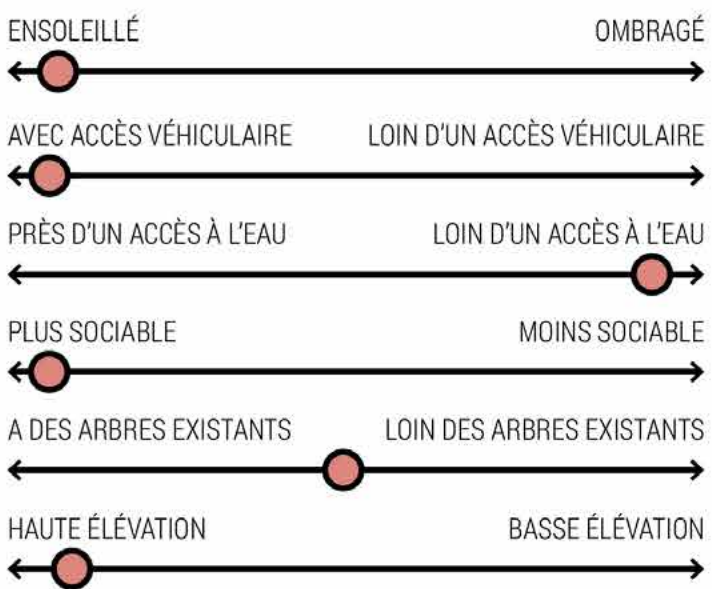 ENSOLEILLÉ OMBRAGÉ
AVEC ACCÈS VÉHICULAIRE LOIN D'UN ACCÈS VÉHICULAIRE
PRÈS D'UN ACCÈS À L'EAU LOIN D'UN ACCÈS À L'EAU
PLUS SOCIABLE MOINS SOCIABLE
A DES ARBRES EXISTANTS LOIN DES ARBRES EXISTANTS
HAUTE ÉLÉVATION BASSE ÉLÉVATION